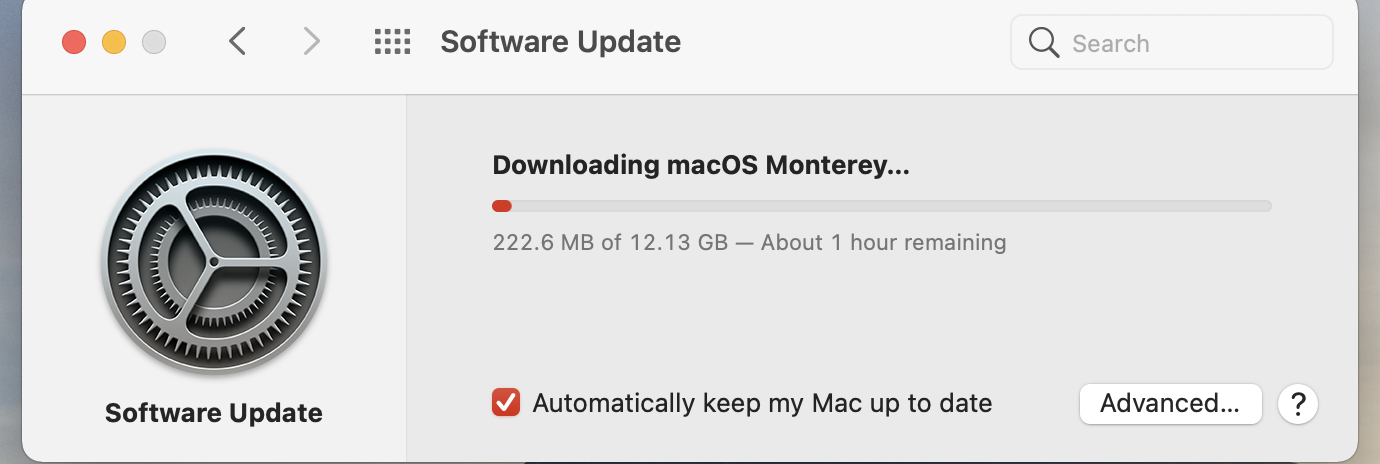 Software Update
Search
Downloading macOS Monterey...
222.6 MB of 12.13 GB — About 1 hour remaining
Software Update
Automatically keep my Mac up to date
Advanced...
?